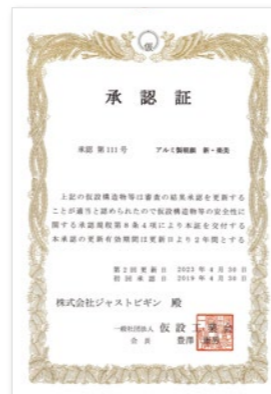 仮
承認証
承認 第111号 アルミ製朝顔 新・楽美
上記の仮設構造物等は審査の結果承認を更新する
ことが適当と認められたので仮設構造物等の安全性に
関する承認規程第8条4項により本証を交付する
本承認の更新有効期間は更新日より2年間とする
第2回更新日 2023年4月30日
初回承認日 2019年4月30日
株式会社ジャストビギン 殿
一般社団法人 仮設工業会
会長 豊澤